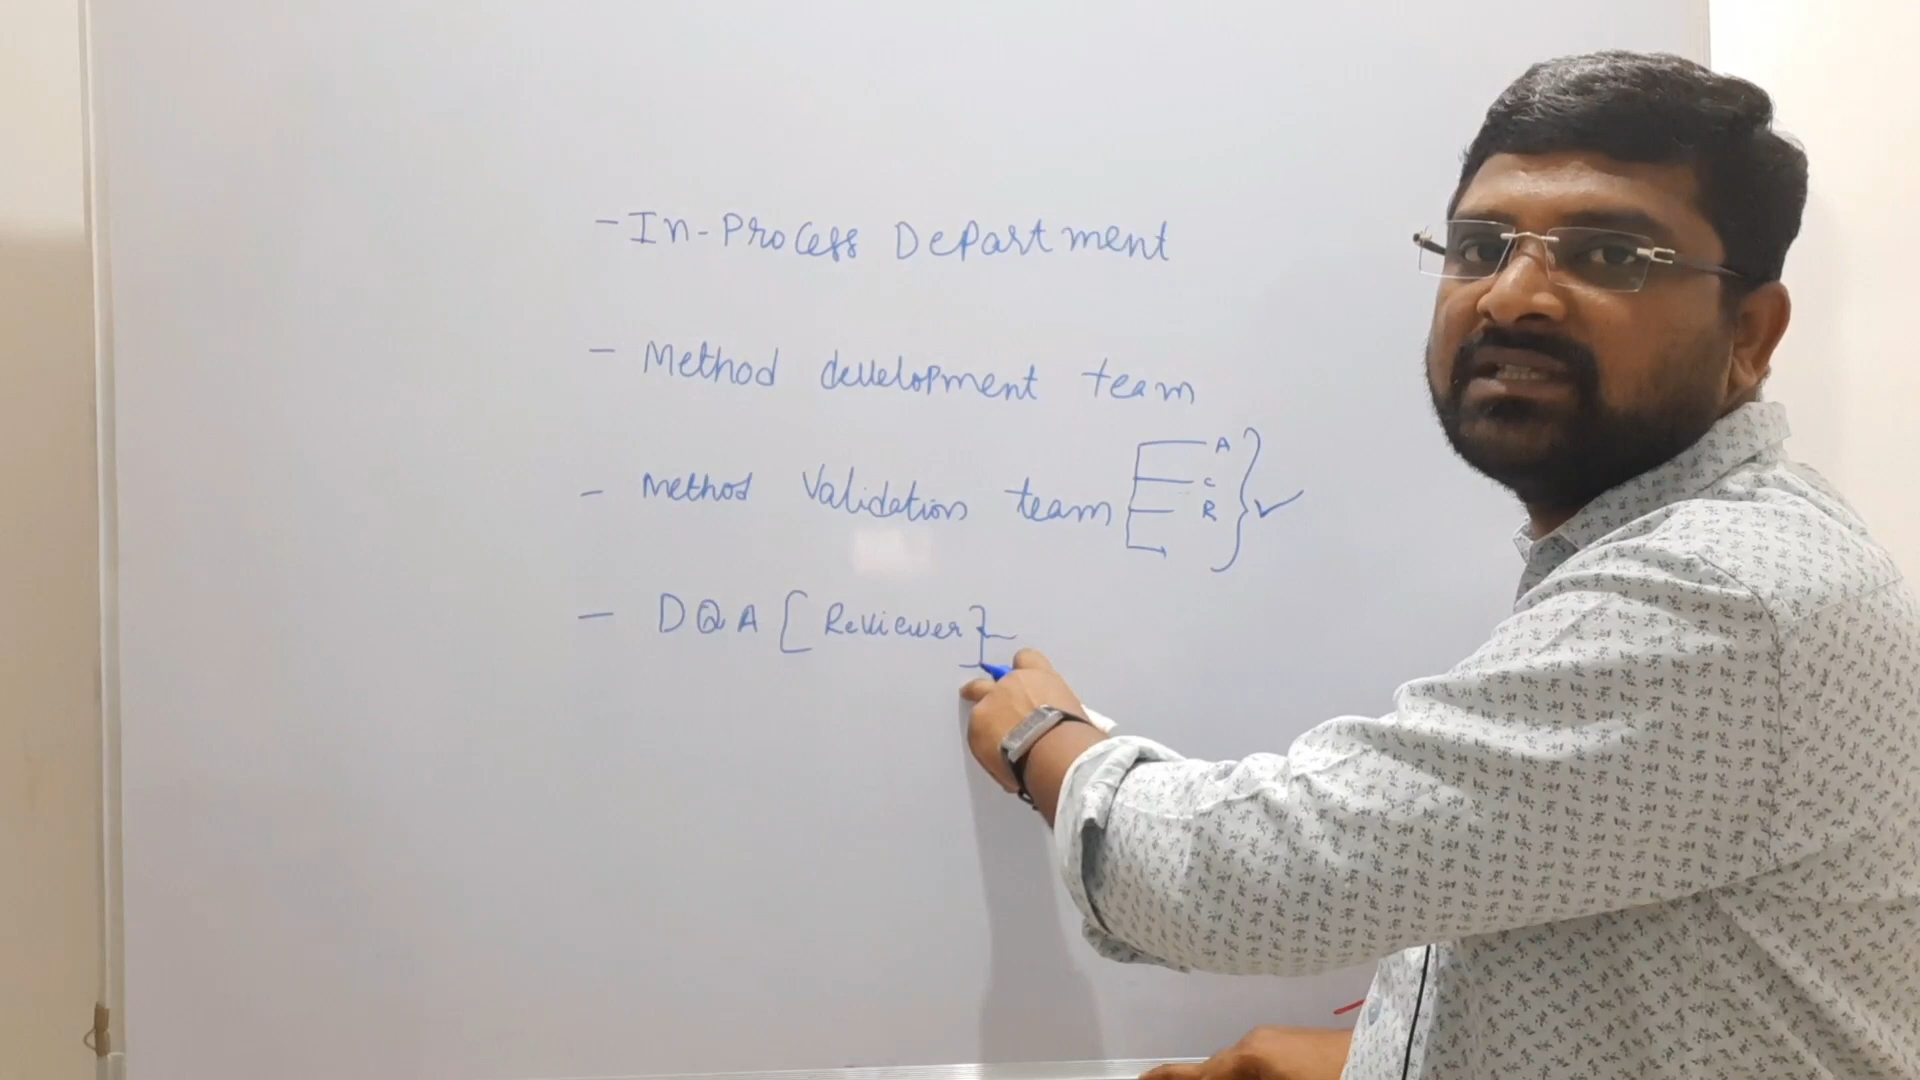 - In-Process Department
- Method development team
A
- Method Validation team
C
R
- DQA [Reviewer]